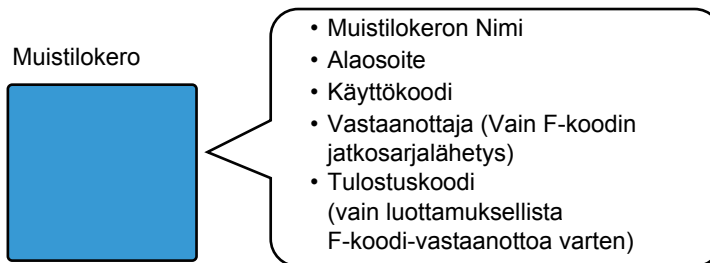 Muistilokero
• Muistilokeron Nimi
• Alaosoite
• Käyttökoodi
• Vastaanottaja (Vain F-koodin
jatkosarjalähetys)
• Tulostuskoodi
(vain luottamuksellista
F-koodi-vastaanottoa varten)